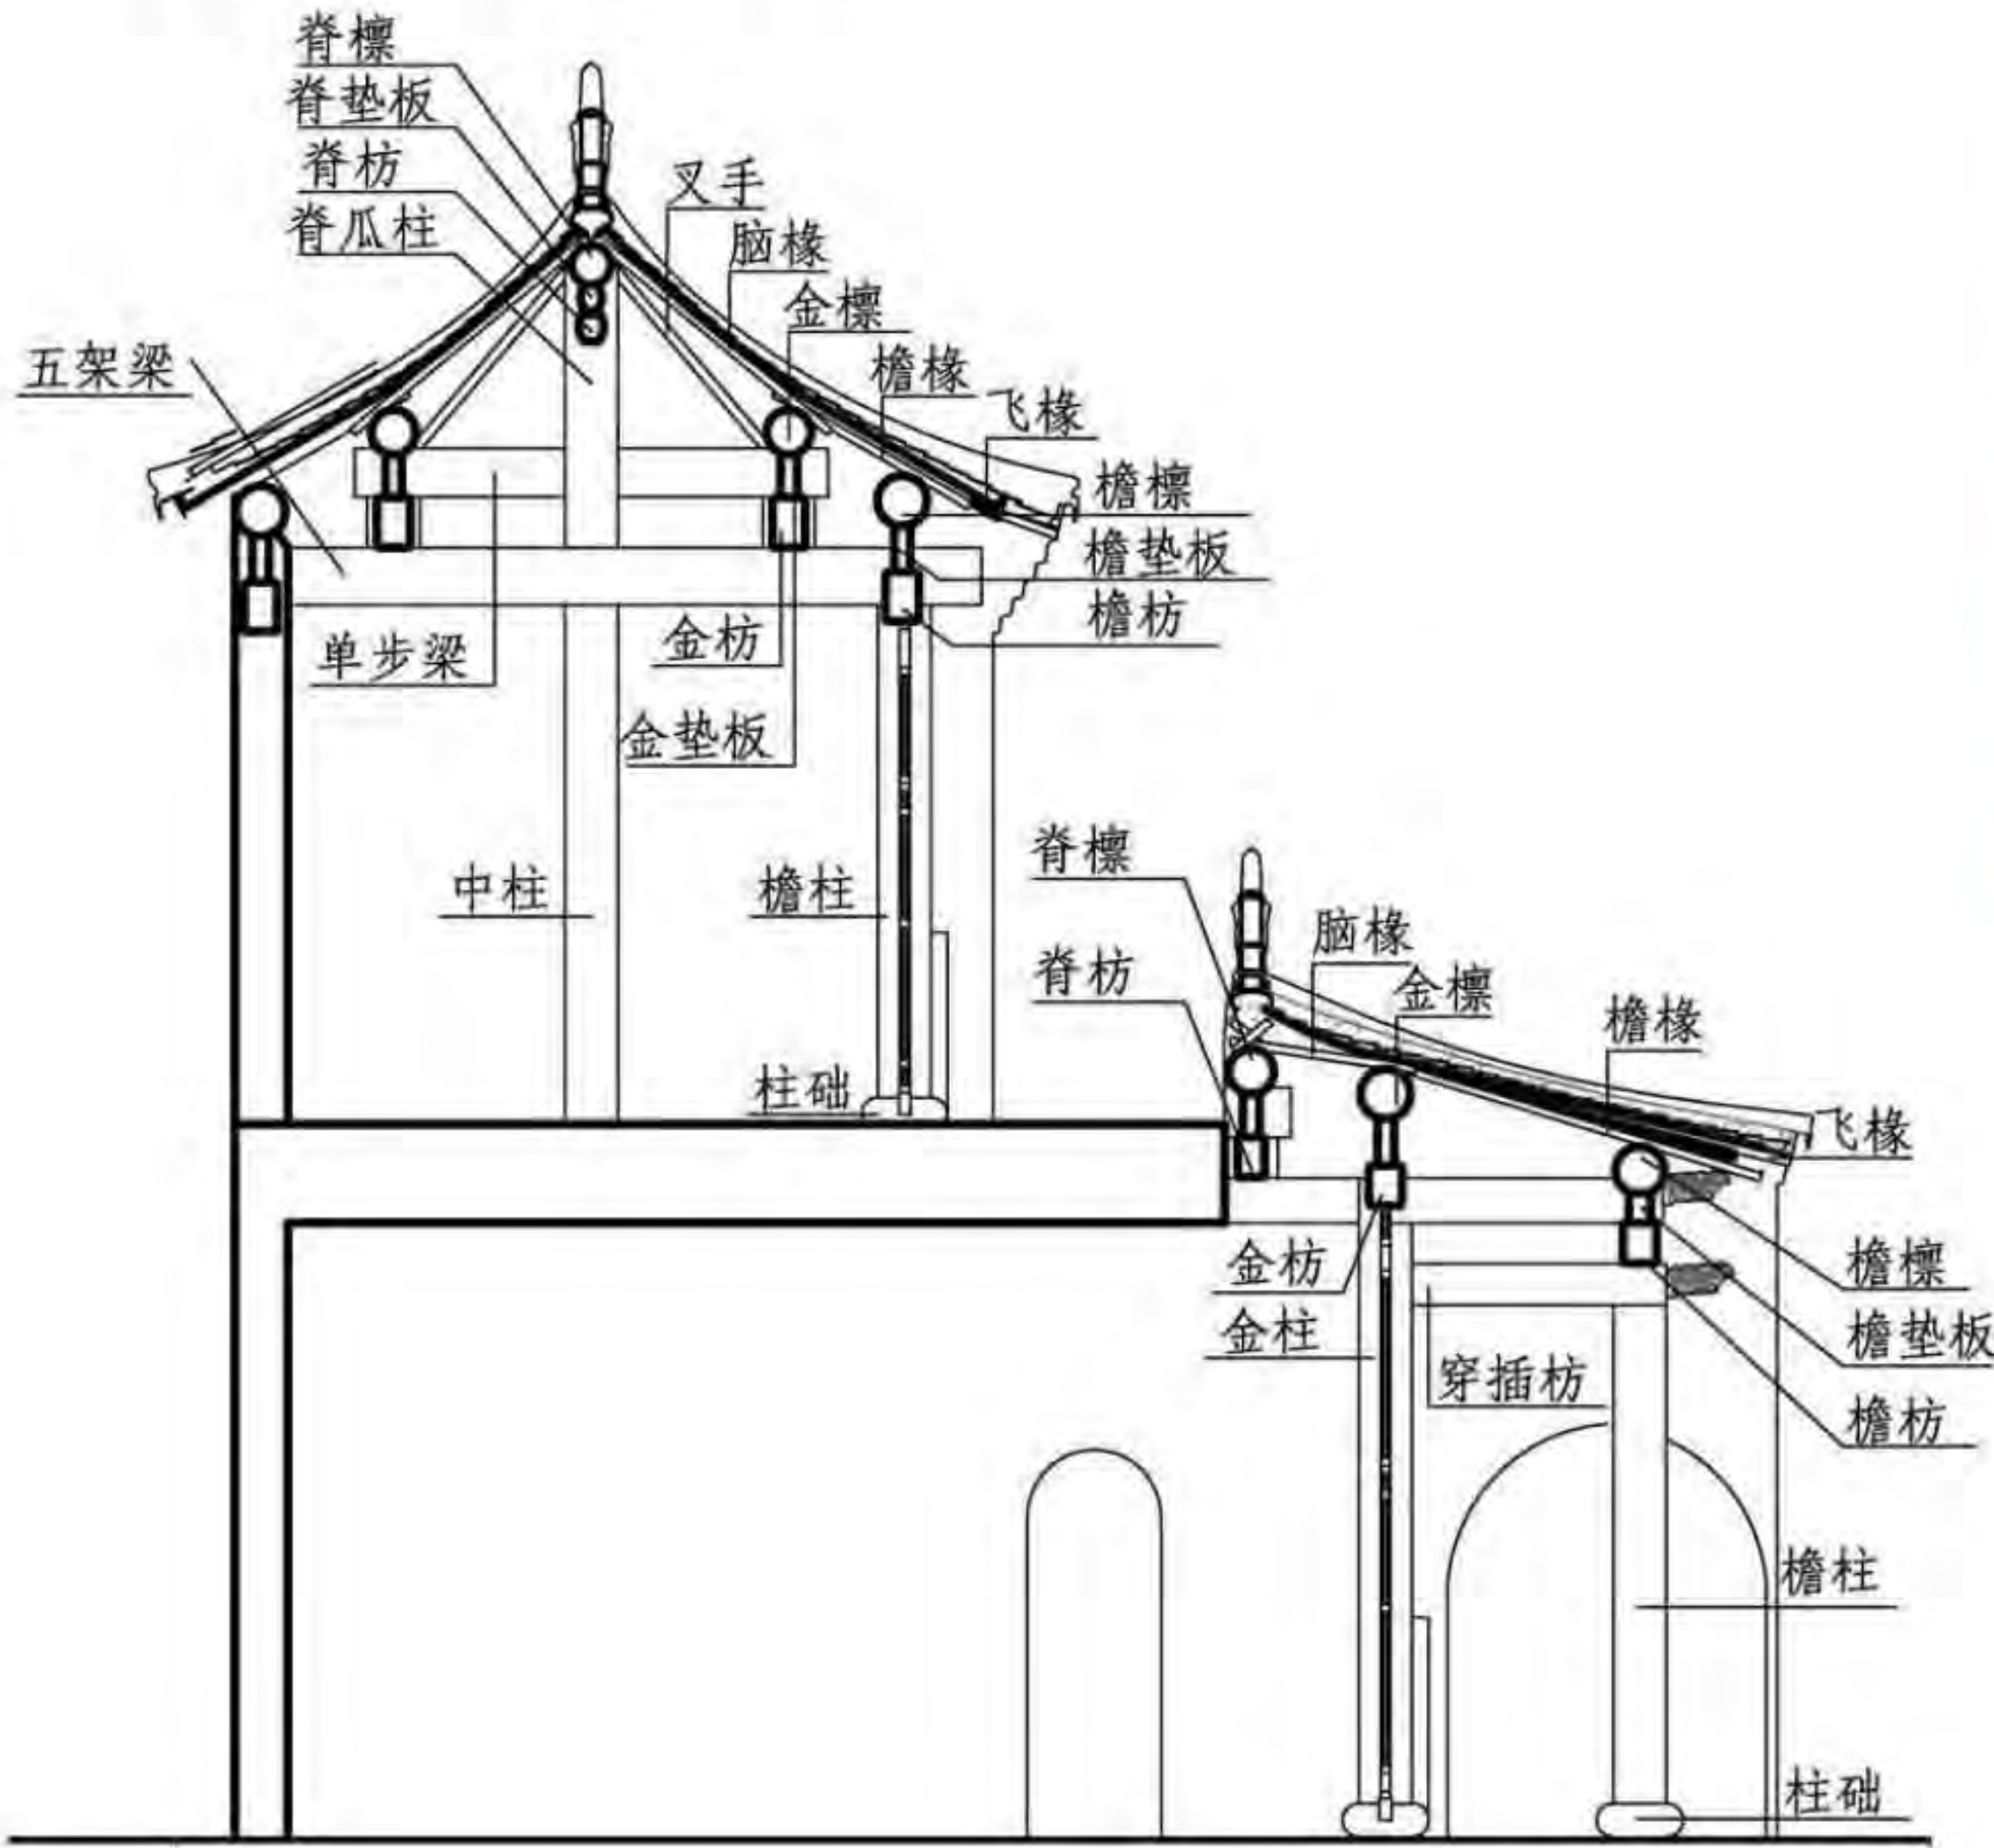 脊檩
脊垫板
脊枋
脊瓜柱
叉手
脑椽
金檩
五架梁
檐椽
飞椽
檐檩
檐垫板
檐枋
单步梁
金枋
金垫板
中柱
檐柱
柱础
脊檩
脊枋
脑椽
金檩
檐椽
飞椽
金枋
金柱
穿插枋
檐檩
檐垫板
檐枋
檐柱
柱础